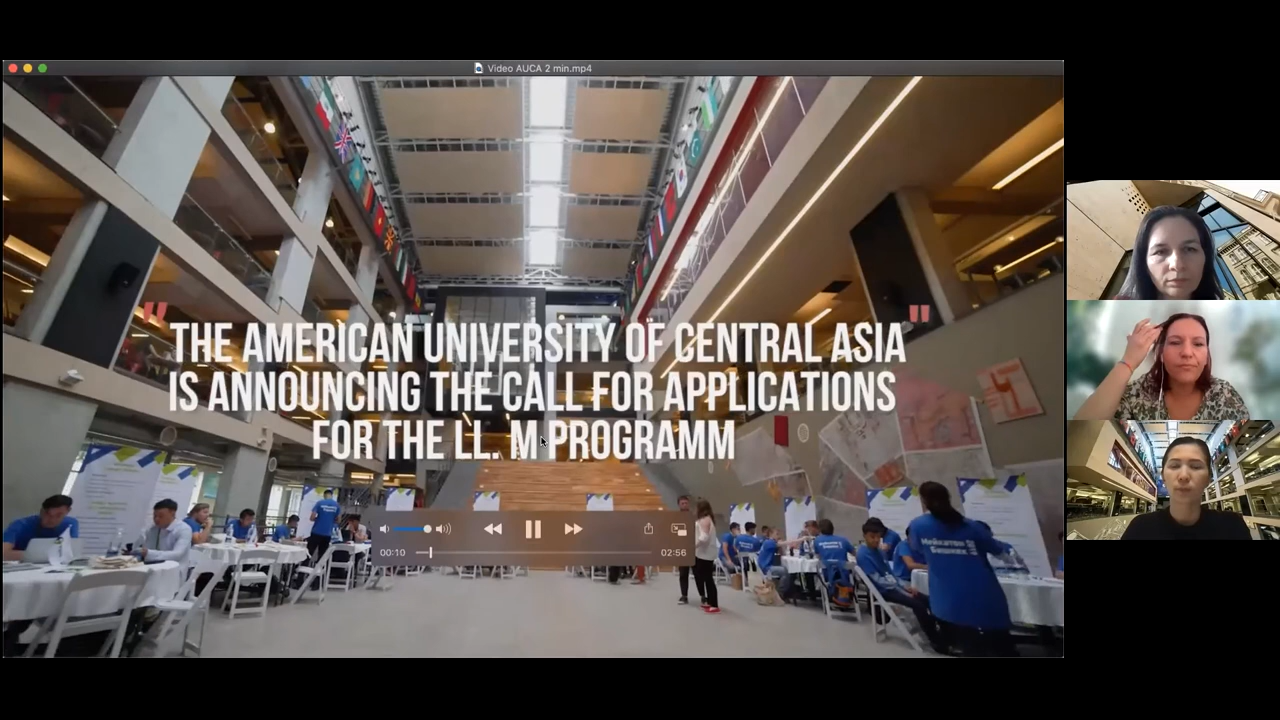 Video AUCA 2 min.mp4
"THE AMERICAN UNIVERSITY OF CENTRAL ASIA"
IS ANNOUNCING THE CALL FOR APPLICATIONS
FOR THE LL. M PROGRAMM
00:10
02:56